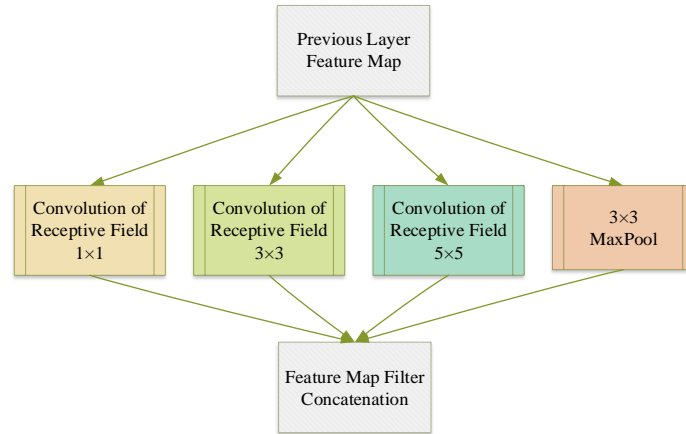 Previous Layer
Feature Map
Convolution of
Receptive Field
1×1
Convolution of
Receptive Field
3×3
Convolution of
Receptive Field
5×5
3×3
MaxPool
Feature Map Filter
Concatenation